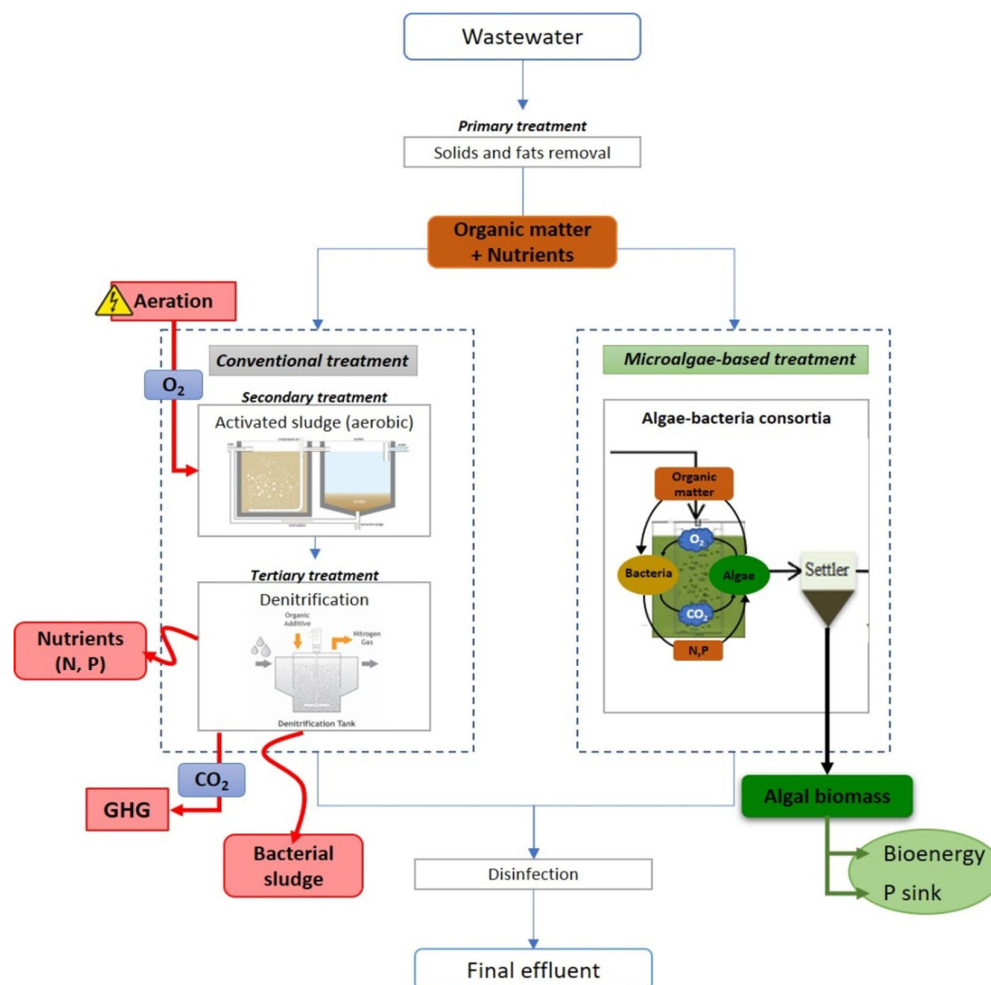 Wastewater
Primary treatment
Solids and fats removal
Organic matter
+ Nutrients
Aeration
O₂
Conventional treatment
Secondary treatment
Activated sludge (aerobic)
Tertiary treatment
Denitrification
Organic
Additive
Nitrogen
Gas
Denitrification Tank
Nutrients
(N, P)
CO₂
GHG
Bacterial
sludge
Microalgae-based treatment
Algae-bacteria consortia
Organic
matter
O₂
Bacteria
Algae
CO₂
N,P
Settler
Algal biomass
Bioenergy
P sink
Disinfection
Final effluent